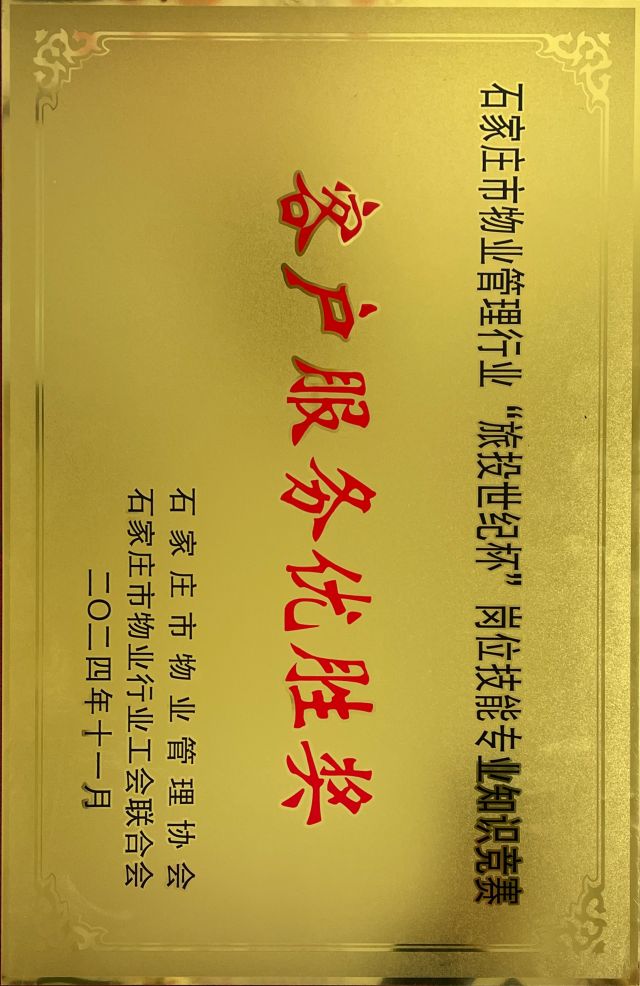 石家庄市物业管理行业“旅投世纪杯”岗位技能专业知识竞赛
客户服务优胜奖
石家庄市物业管理协会
石家庄市物业行业工会联合会
二〇二四年十一月